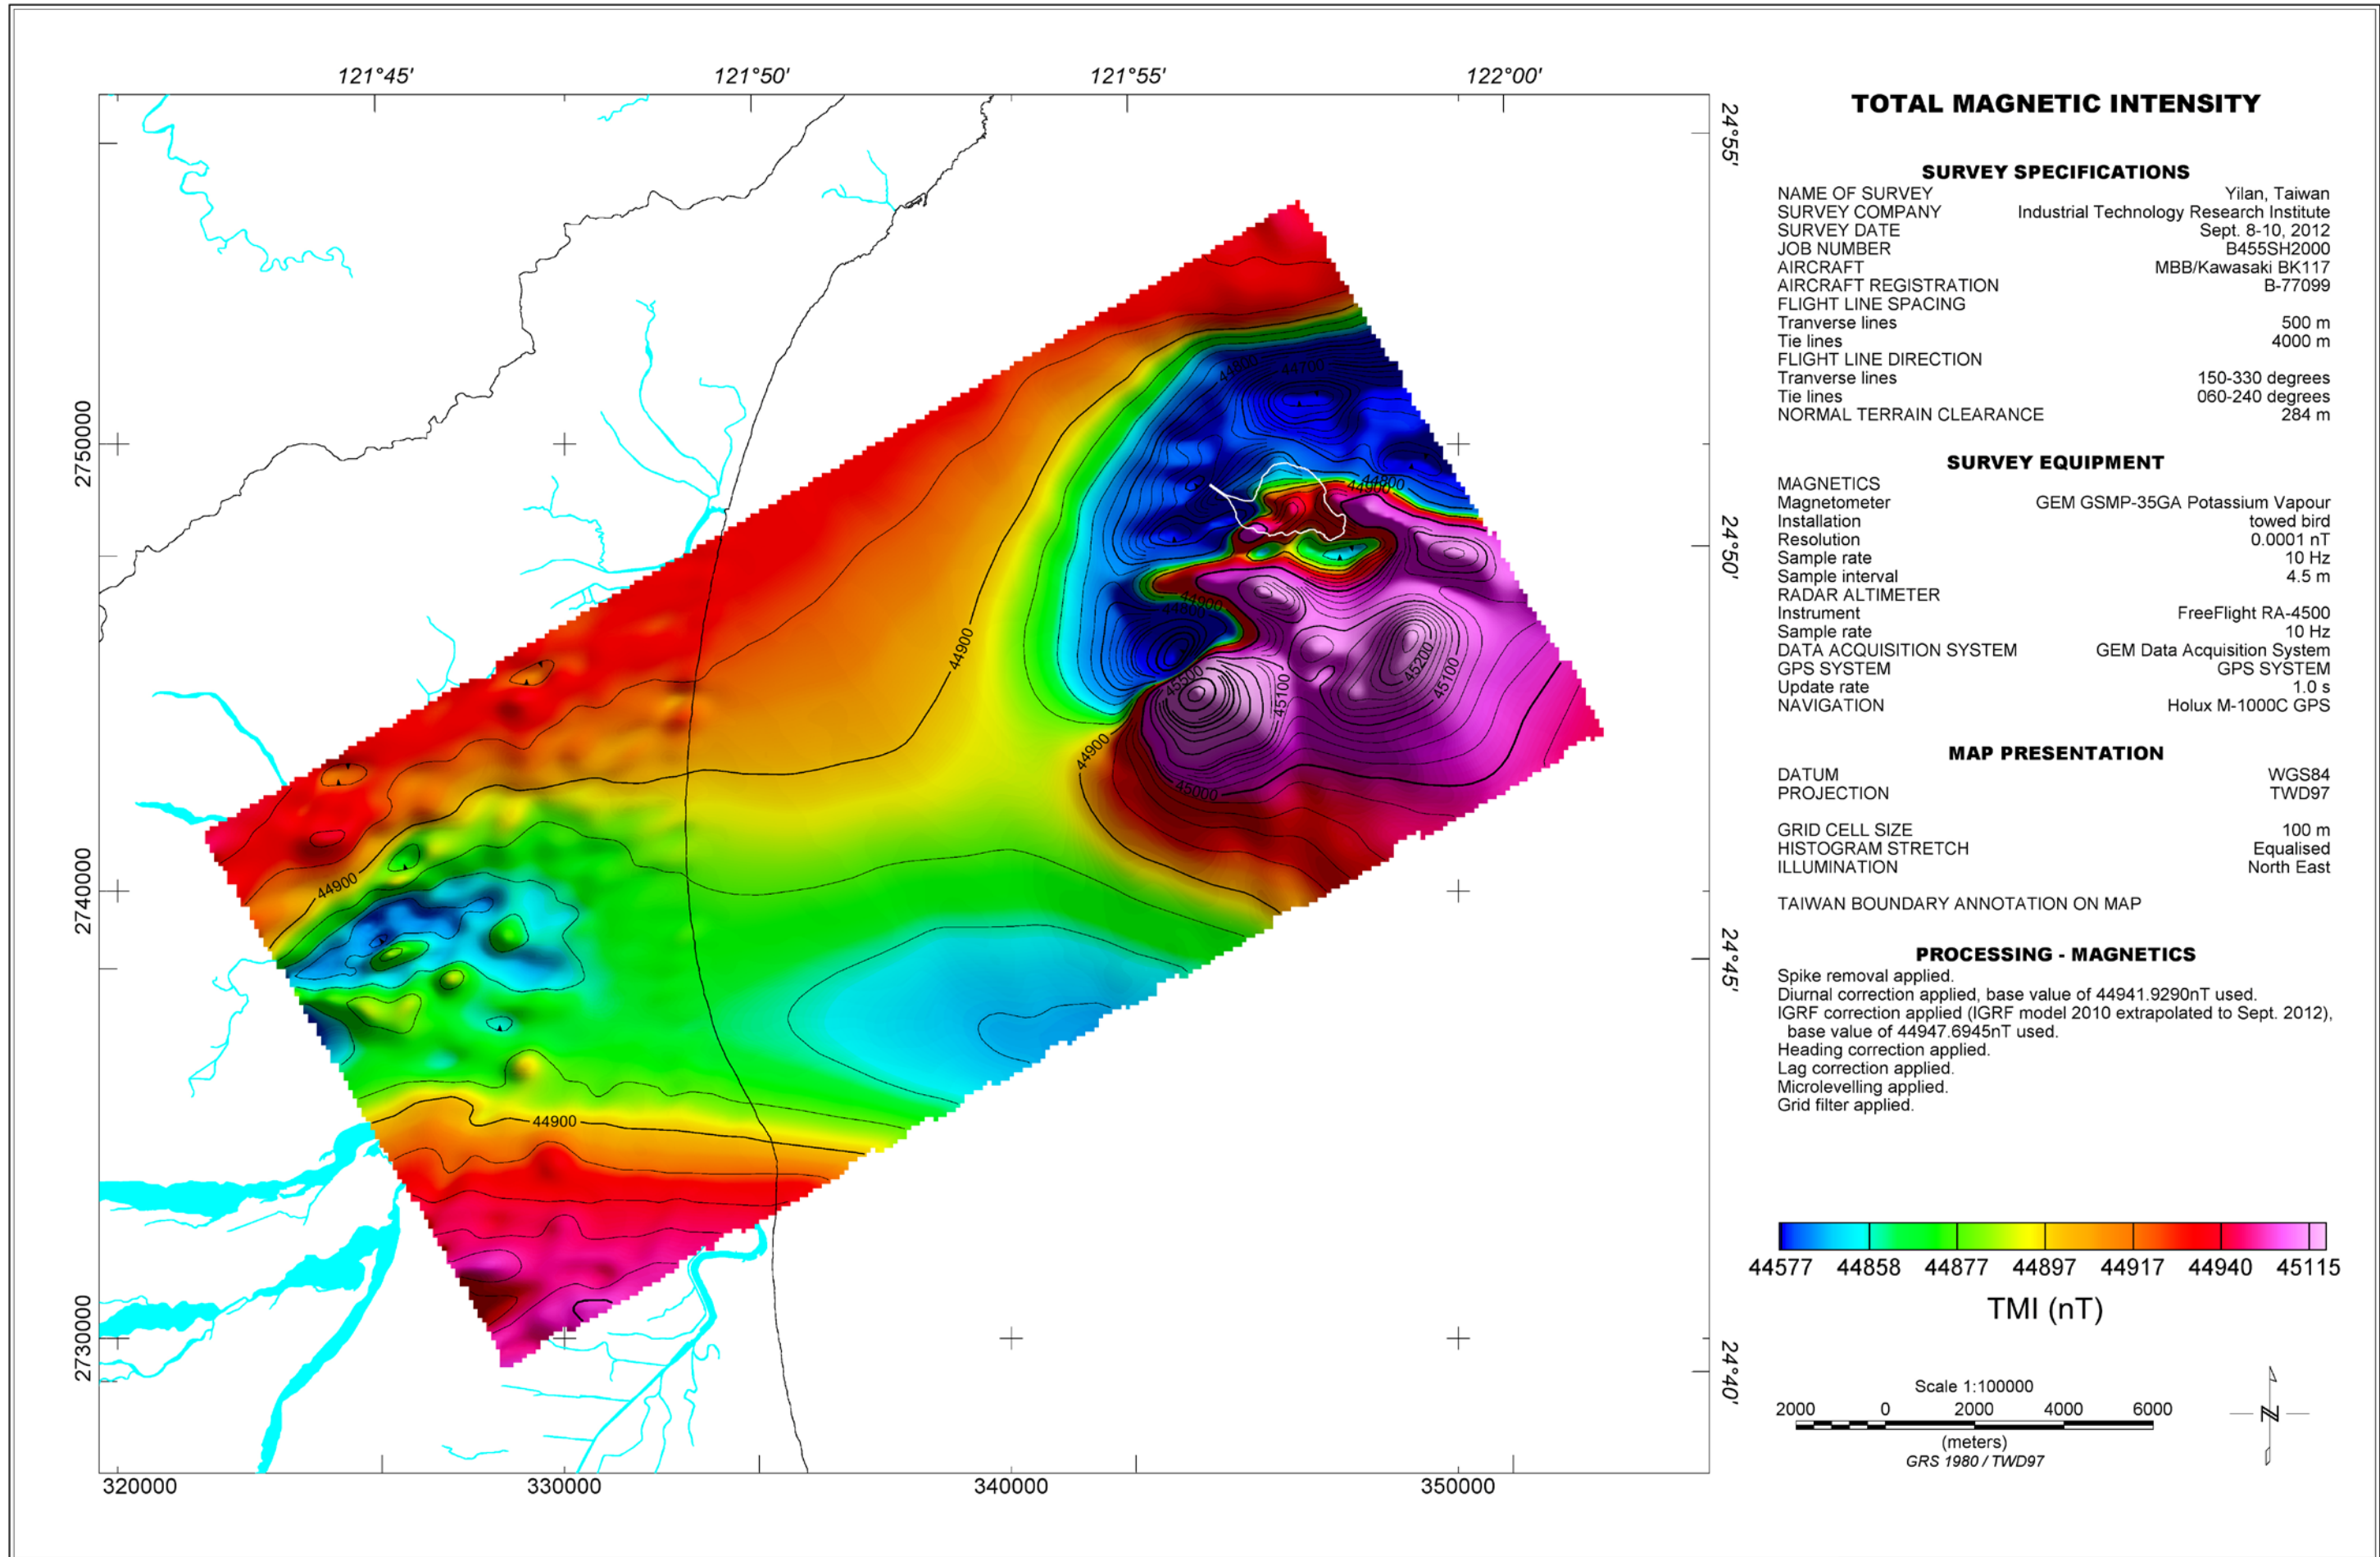 121°45'
121°50'
121°55'
122°00'
24°55'
24°50'
24°45'
24°40'
2750000
2740000
2730000
320000
330000
340000
350000
44800
44700
44800
44900
44900
44800
44900
45500
45100
45200
45100
44900
45000
44900
44900
TOTAL MAGNETIC INTENSITY
SURVEY SPECIFICATIONS
NAME OF SURVEY Yilan, Taiwan
SURVEY COMPANY Industrial Technology Research Institute
SURVEY DATE Sept. 8-10, 2012
JOB NUMBER B455SH2000
AIRCRAFT MBB/Kawasaki BK117
AIRCRAFT REGISTRATION B-77099
FLIGHT LINE SPACING
Tranverse lines 500 m
Tie lines 4000 m
FLIGHT LINE DIRECTION
Tranverse lines 150-330 degrees
Tie lines 060-240 degrees
NORMAL TERRAIN CLEARANCE 284 m
SURVEY EQUIPMENT
MAGNETICS
Magnetometer GEM GSMP-35GA Potassium Vapour
Installation towed bird
Resolution 0.0001 nT
Sample rate 10 Hz
Sample interval 4.5 m
RADAR ALTIMETER
Instrument FreeFlight RA-4500
Sample rate 10 Hz
DATA ACQUISITION SYSTEM GEM Data Acquisition System
GPS SYSTEM GPS SYSTEM
Update rate 1.0 s
NAVIGATION Holux M-1000C GPS
MAP PRESENTATION
DATUM WGS84
PROJECTION TWD97
GRID CELL SIZE 100 m
HISTOGRAM STRETCH Equalised
ILLUMINATION North East
TAIWAN BOUNDARY ANNOTATION ON MAP
PROCESSING - MAGNETICS
Spike removal applied.
Diurnal correction applied, base value of 44941.9290nT used.
IGRF correction applied (IGRF model 2010 extrapolated to Sept. 2012),
base value of 44947.6945nT used.
Heading correction applied.
Lag correction applied.
Microlevelling applied.
Grid filter applied.
44577 44858 44877 44897 44917 44940 45115
TMI (nT)
Scale 1:100000
2000 0 2000 4000 6000
(meters)
GRS 1980 / TWD97
N